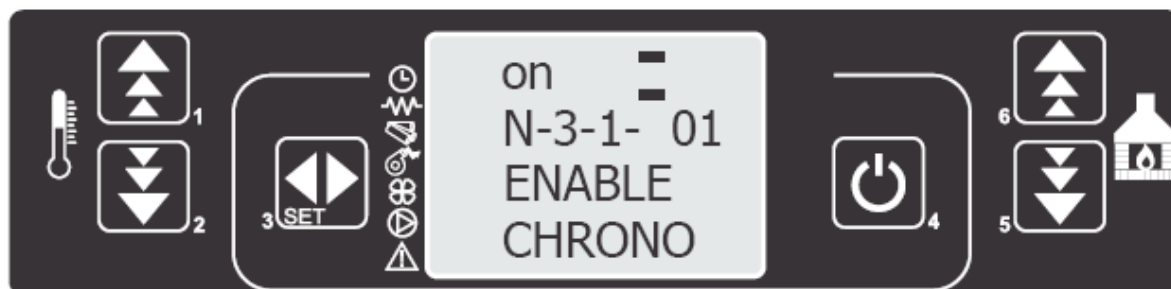 1
2
3 SET
on
N-3-1- 01
ENABLE
CHRONO
4
6
5